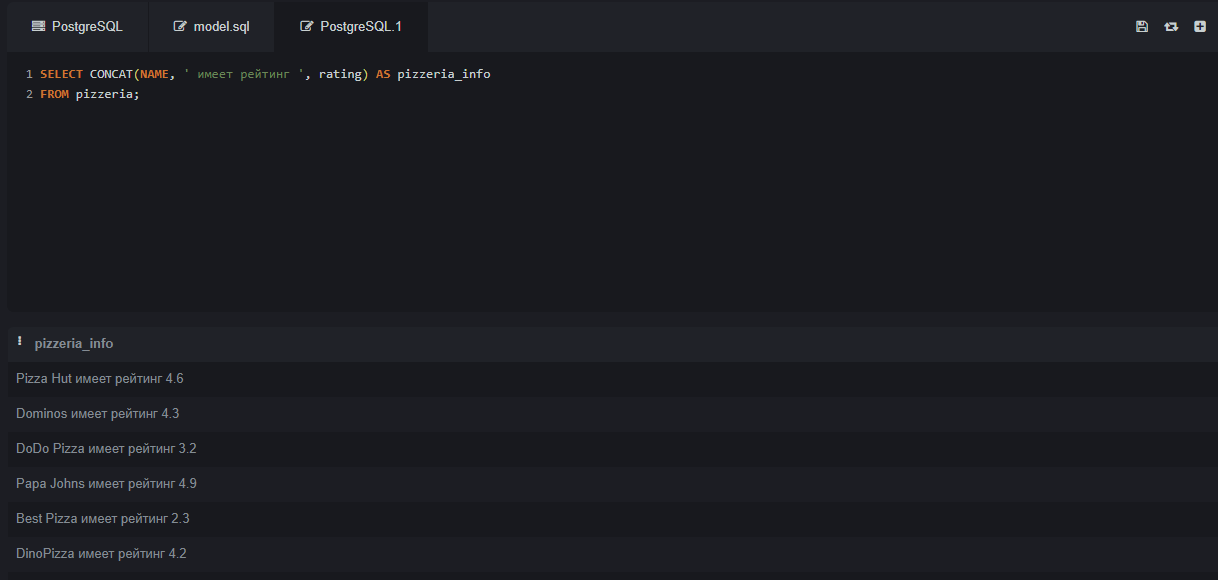 PostgreSQL model.sql PostgreSQL.1
1 SELECT CONCAT(NAME, ' имеет рейтинг ', rating) AS pizzeria_info
2 FROM pizzeria;
pizzeria_info
Pizza Hut имеет рейтинг 4.6
Dominos имеет рейтинг 4.3
DoDo Pizza имеет рейтинг 3.2
Papa Johns имеет рейтинг 4.9
Best Pizza имеет рейтинг 2.3
DinoPizza имеет рейтинг 4.2